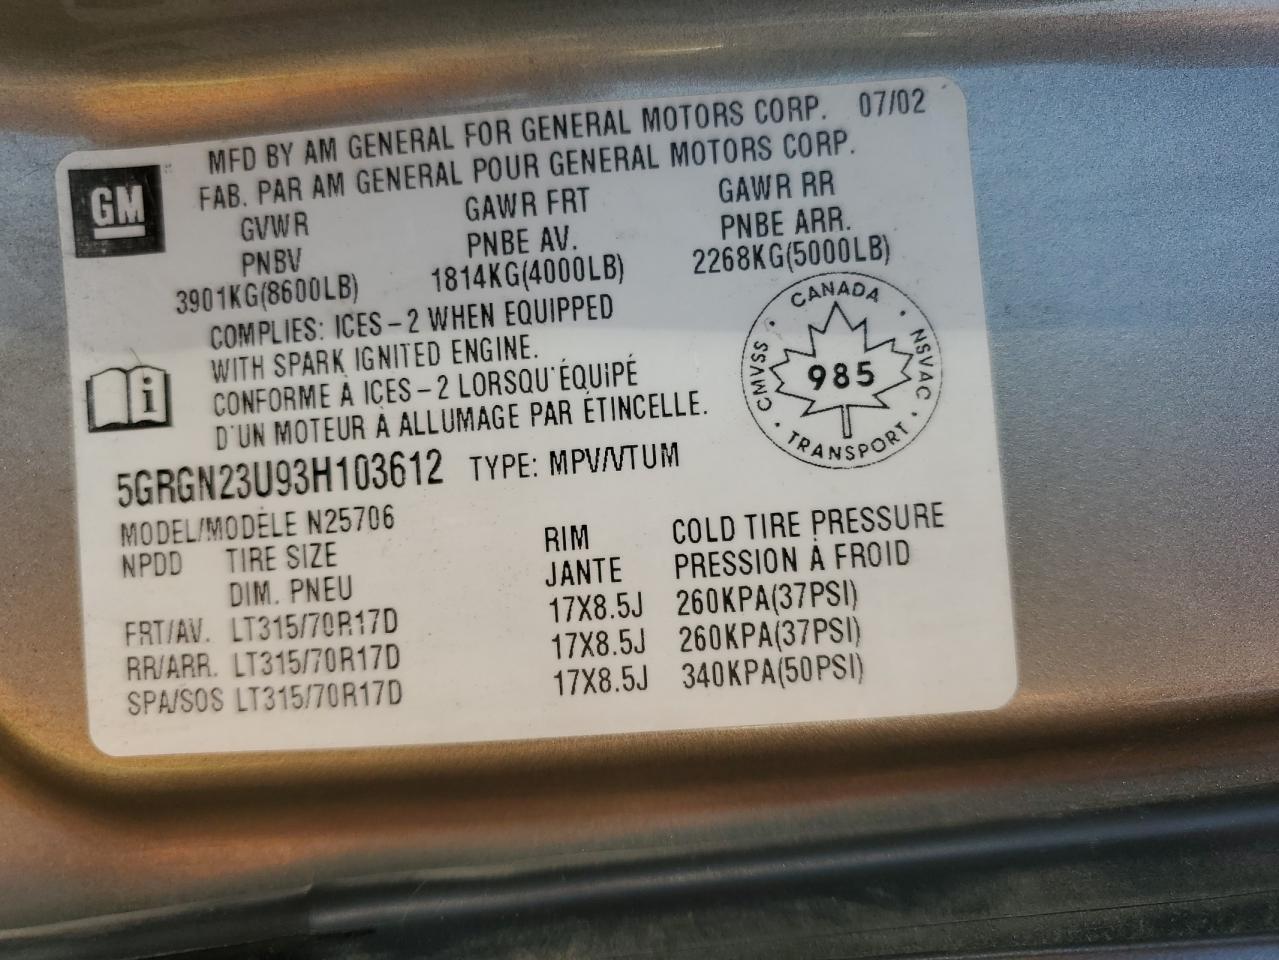 MFD BY AM GENERAL FOR GENERAL MOTORS CORP. 07/02
FAB. PAR AM GENERAL POUR GENERAL MOTORS CORP.
GM
GVWR GAWR FRT GAWR RR
PNBV PNBE AV. PNBE ARR.
3901KG(8600LB) 1814KG(4000LB) 2268KG(5000LB)
COMPLIES: ICES-2 WHEN EQUIPPED
WITH SPARK IGNITED ENGINE.
CONFORME À ICES-2 LORSQU'ÉQUIPÉ
D'UN MOTEUR À ALLUMAGE PAR ÉTINCELLE.
i
CANADA
CMVSS • NSVAC
985
TRANSPORT
5GRGN23U93H103612 TYPE: MPV/VTUM
MODEL/MODÈLE N25706
NPDD TIRE SIZE RIM COLD TIRE PRESSURE
DIM. PNEU JANTE PRESSION À FROID
FRT/AV. LT315/70R17D 17X8.5J 260KPA(37PSI)
RR/ARR. LT315/70R17D 17X8.5J 260KPA(37PSI)
SPA/SOS LT315/70R17D 17X8.5J 340KPA(50PSI)